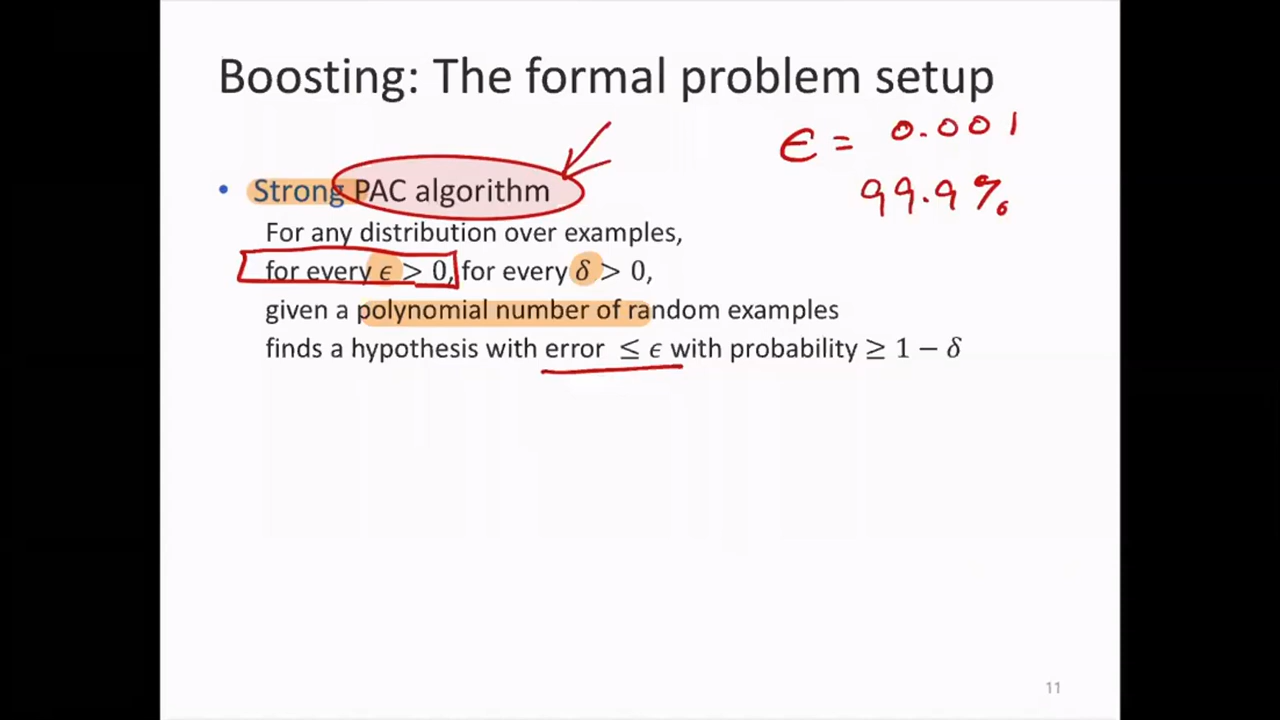 Boosting: The formal problem setup
ϵ = 0.001
99.9%
• Strong PAC algorithm
For any distribution over examples,
for every ϵ > 0, for every δ > 0,
given a polynomial number of random examples
finds a hypothesis with error ≤ ϵ with probability ≥ 1 − δ
11